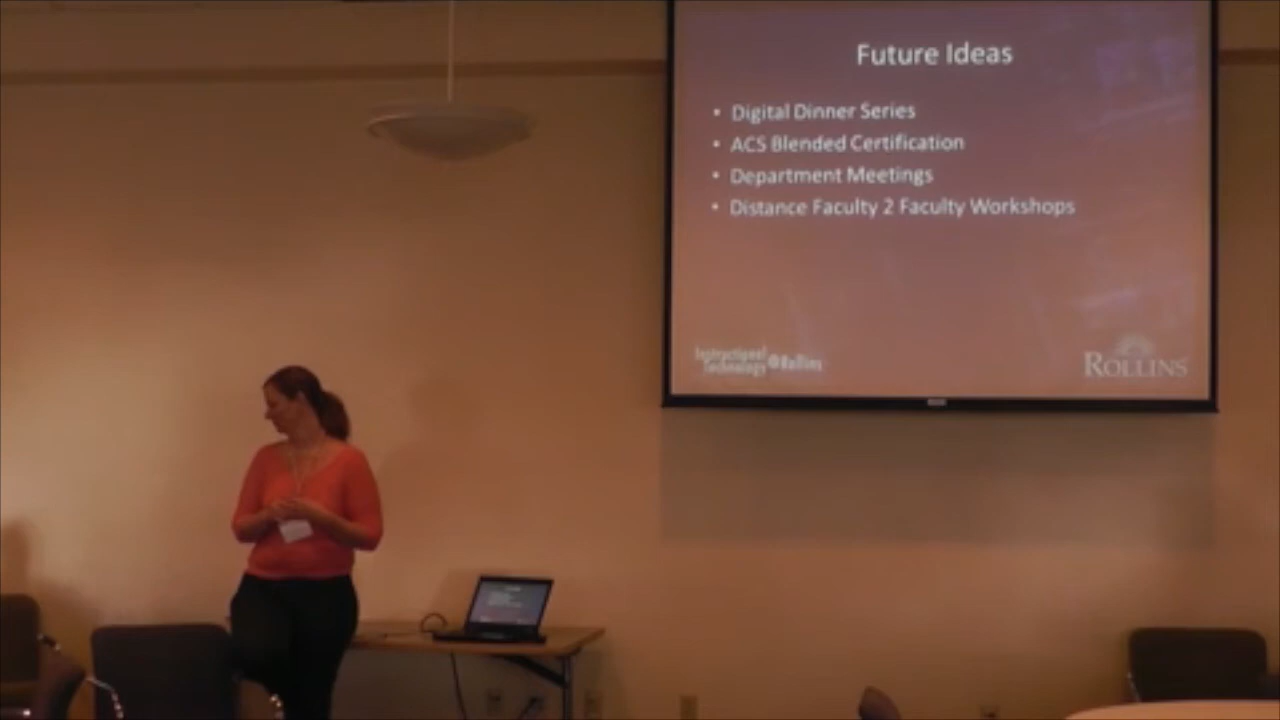 Future Ideas
• Digital Dinner Series
• ACS Blended Certification
• Department Meetings
• Distance Faculty 2 Faculty Workshops
Instructional
Technology @Rollins
ROLLINS